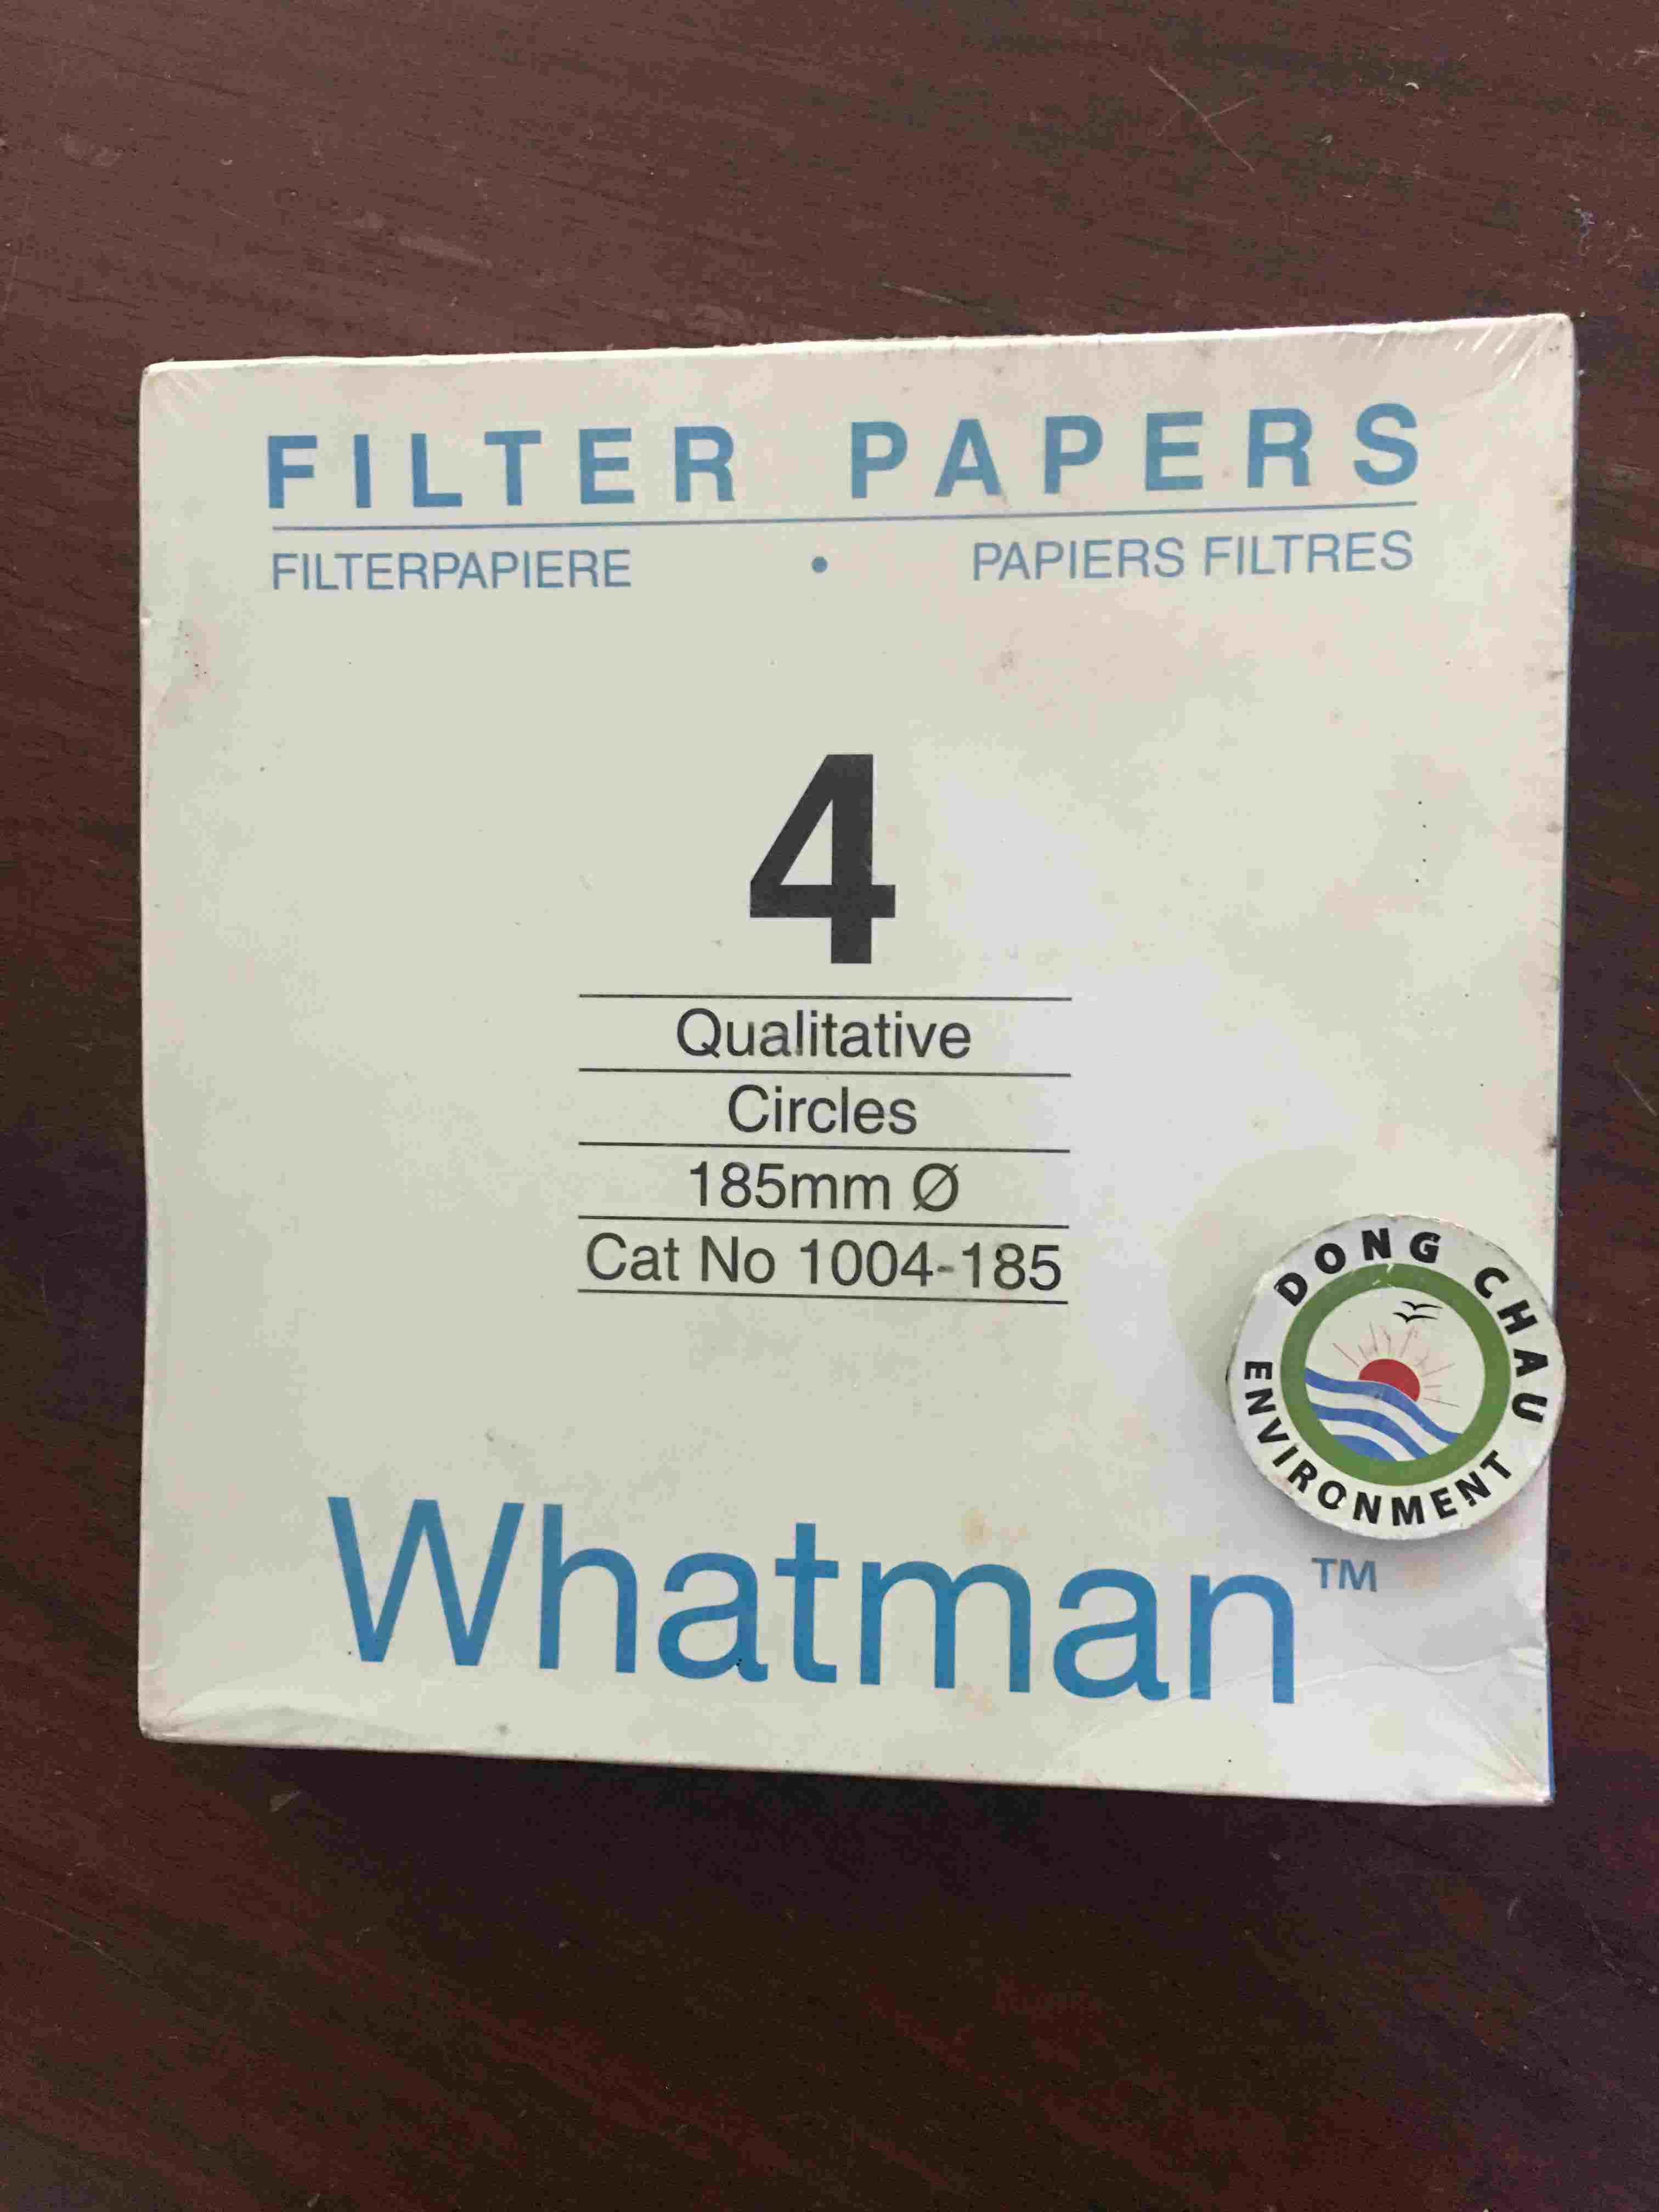 FILTER PAPERS
FILTERPAPIERE • PAPIERS FILTRES
4
Qualitative
Circles
185mm Ø
Cat No 1004-185
DONG CHAU
ENVIRONMENT
Whatman™